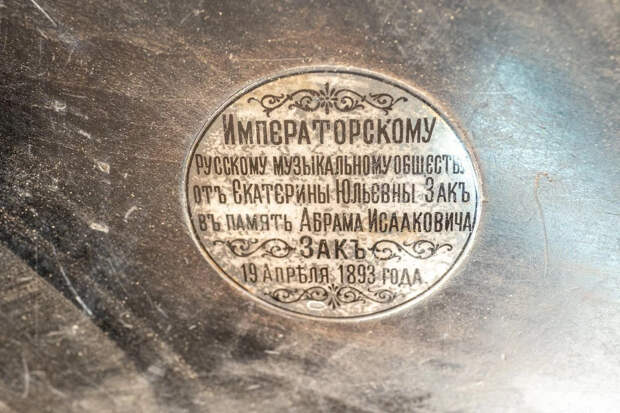 Императорскому
Русскому музыкальному обществ.
отъ Екатерины Юльевны Закъ
въ память Абрама Исааковича
Закъ
19 Апрѣля 1893 года.